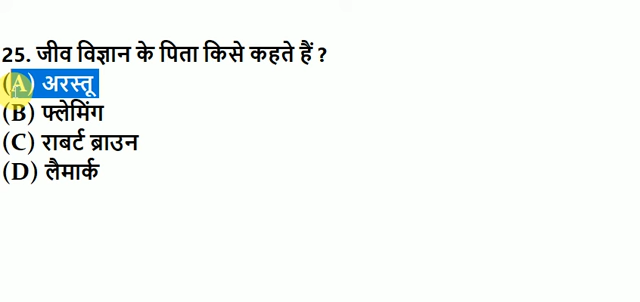 25. जीव विज्ञान के पिता किसे कहते हैं ?
(A) अरस्तू
(B) फ्लेमिंग
(C) राबर्ट ब्राउन
(D) लैमार्क